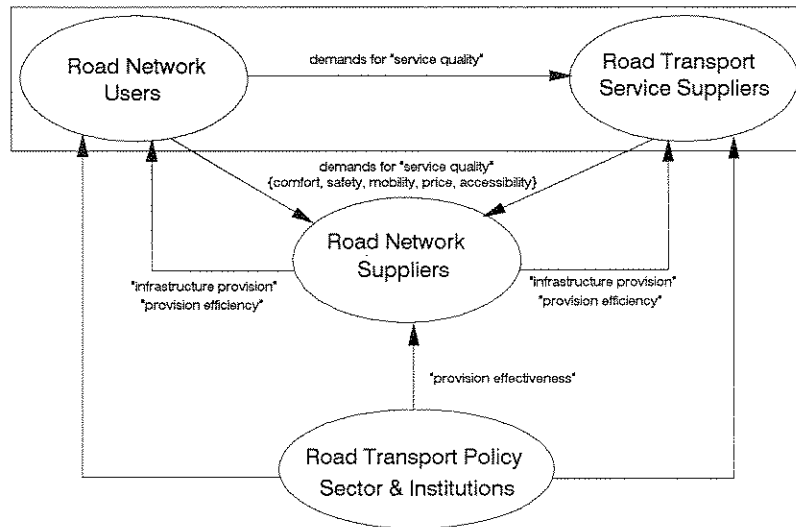 Road Network
Users
demands for "service quality"
Road Transport
Service Suppliers
demands for "service quality"
{comfort, safety, mobility, price, accessibility}
Road Network
Suppliers
"infrastructure provision"
"provision efficiency"
"infrastructure provision"
"provision efficiency"
"provision effectiveness"
Road Transport Policy
Sector & Institutions